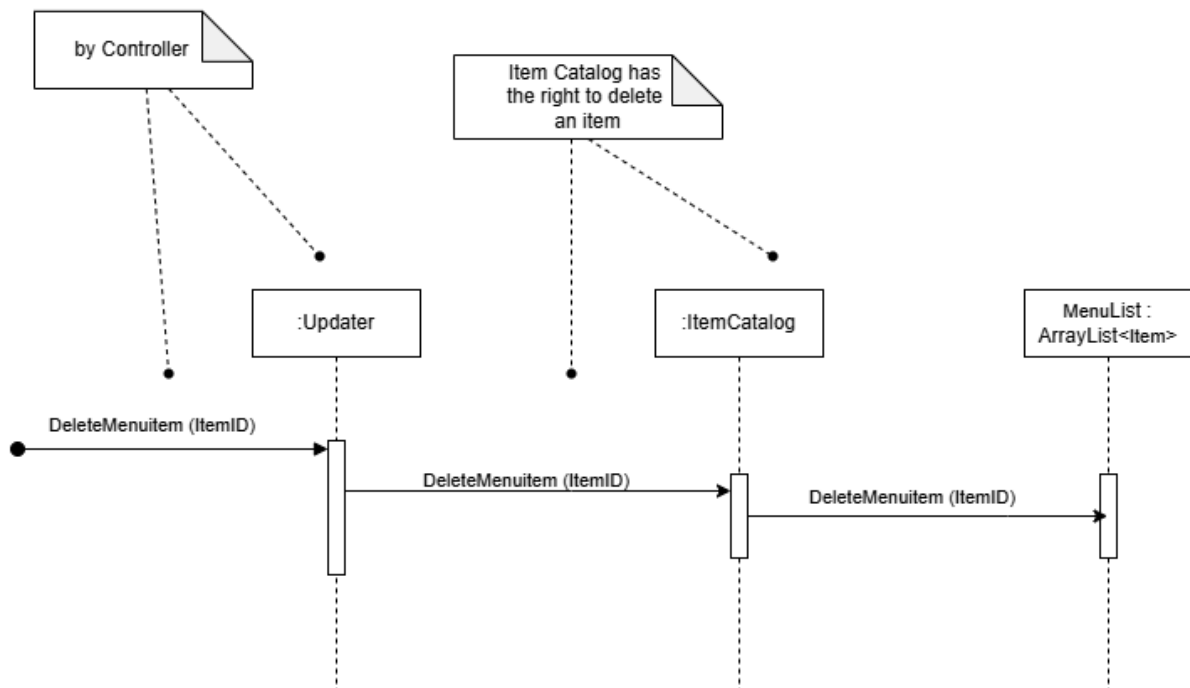 by Controller
Item Catalog has
the right to delete
an item
:Updater
:ItemCatalog
MenuList :
ArrayList<Item>
DeleteMenuitem (ItemID)
DeleteMenuitem (ItemID)
DeleteMenuitem (ItemID)